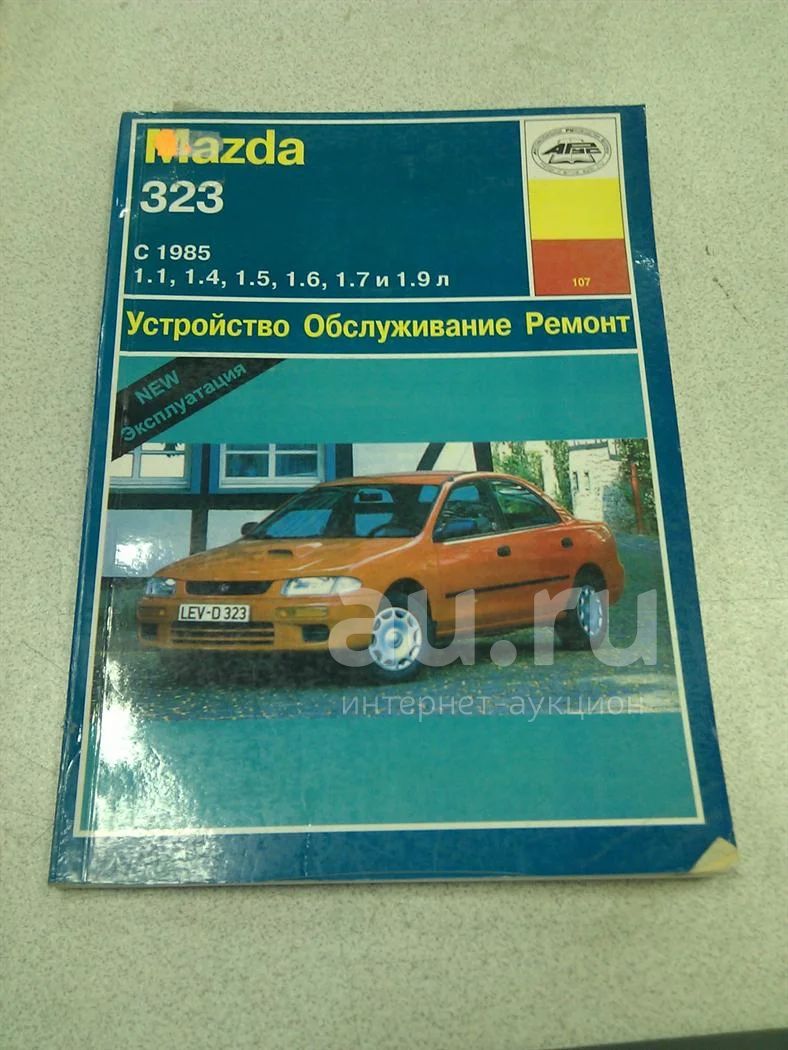 Mazda
323
С 1985
1.1, 1.4, 1.5, 1.6, 1.7 и 1.9 л
107
Устройство Обслуживание Ремонт
NEW
Эксплуатация
LEV-D 323
au.ru
интернет-аукцион